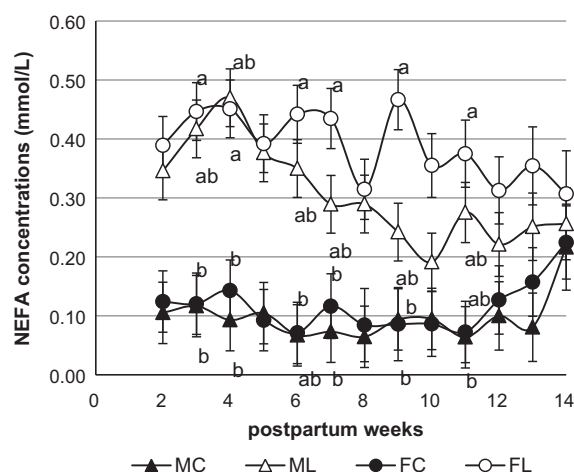 NEFA concentrations (mmol/L)
0.60
0.50
0.40
0.30
0.20
0.10
0.00
a ab a a a a
ab a ab ab ab ab
b b b b b ab
b b ab b b b
0 2 4 6 8 10 12 14
postpartum weeks
MC ML FC FL